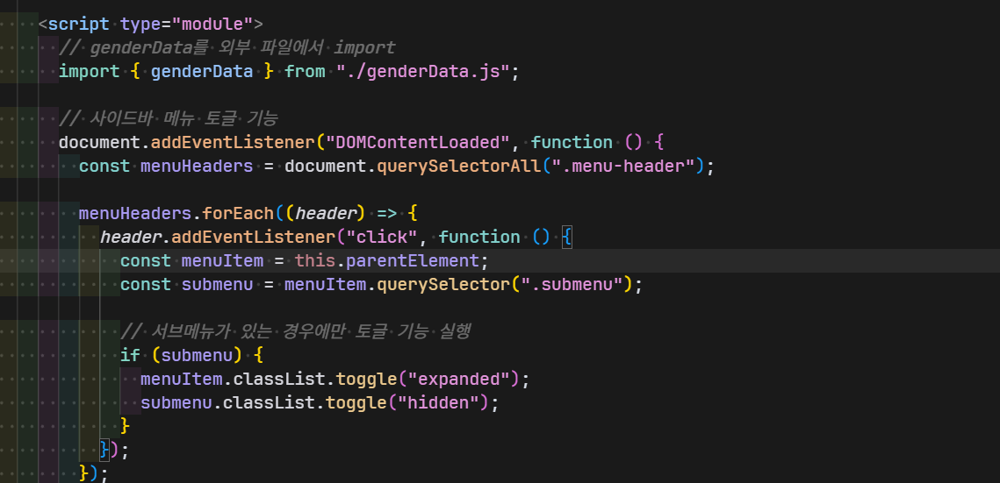 <script type="module">
// genderData를 외부 파일에서 import
import { genderData } from "./genderData.js";
// 사이드바 메뉴 토글 기능
document.addEventListener("DOMContentLoaded", function () {
const menuHeaders = document.querySelectorAll(".menu-header");
menuHeaders.forEach((header) => {
header.addEventListener("click", function () {
const menuItem = this.parentElement;
const submenu = menuItem.querySelector(".submenu");
// 서브메뉴가 있는 경우에만 토글 기능 실행
if (submenu) {
menuItem.classList.toggle("expanded");
submenu.classList.toggle("hidden");
}
});
});